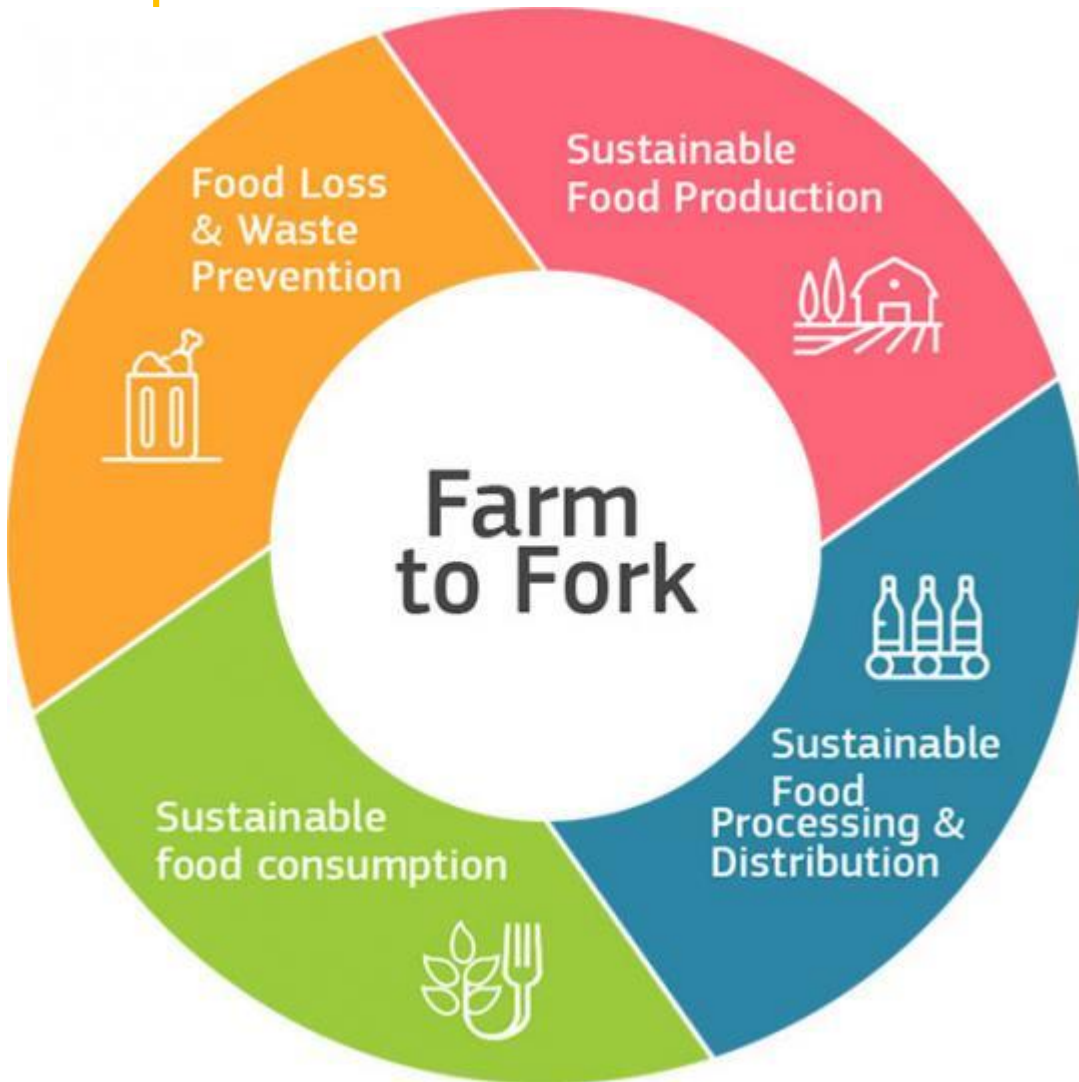 Food Loss
& Waste
Prevention
Sustainable
Food Production
Farm
to Fork
Sustainable
Food
Processing &
Distribution
Sustainable
food consumption